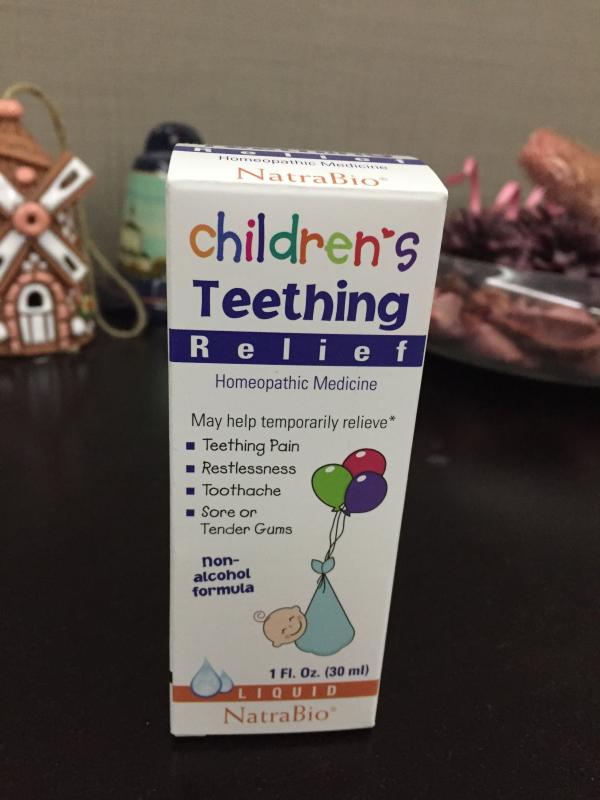 Relief
Homeopathic Medicine
NatraBio®
children's
Teething
Relief
Homeopathic Medicine
May help temporarily relieve*
■ Teething Pain
■ Restlessness
■ Toothache
■ Sore or
Tender Gums
Non-
alcohol
formula
1 Fl. Oz. (30 ml)
LIQUID
NatraBio®